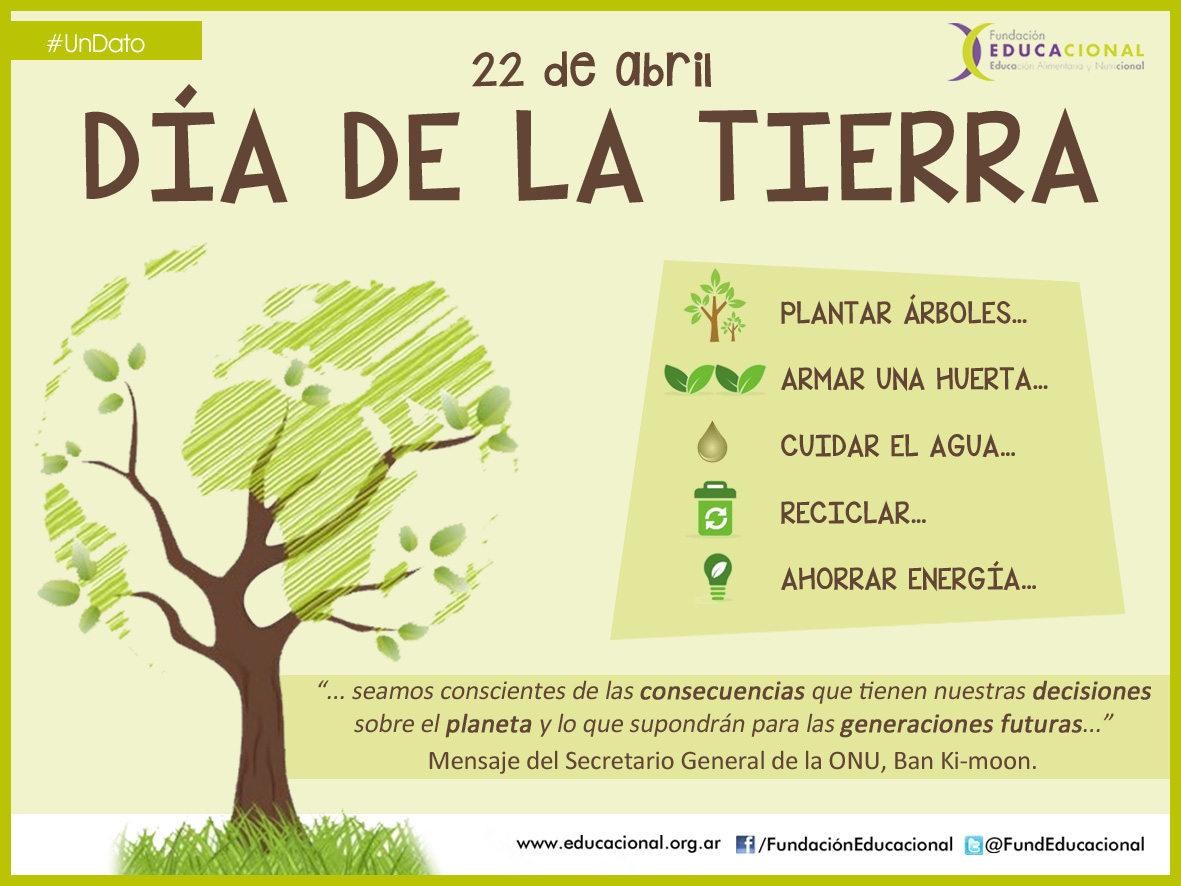 #UnDato
Fundación
EDUCACIONAL
Educación Alimentaria y Nutricional
22 de abril
DÍA DE LA TIERRA
PLANTAR ÁRBOLES...
ARMAR UNA HUERTA...
CUIDAR EL AGUA...
RECICLAR...
AHORRAR ENERGÍA...
“... seamos conscientes de las consecuencias que tienen nuestras decisiones
sobre el planeta y lo que supondrán para las generaciones futuras...”
Mensaje del Secretario General de la ONU, Ban Ki-moon.
www.educacional.org.ar f/FundaciónEducacional @FundEducacional